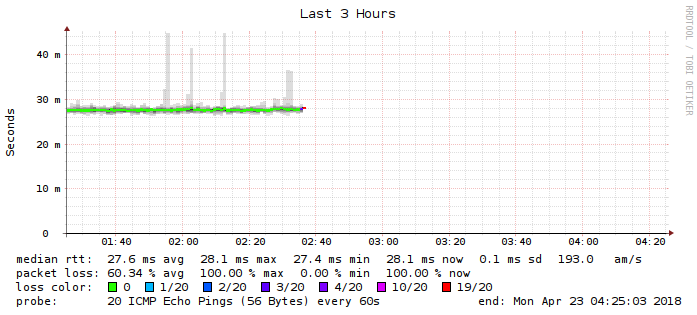 Last 3 Hours
RRDTOOL / TOBI OETIKER
Seconds
40 m
30 m
20 m
10 m
0
01:40 02:00 02:20 02:40 03:00 03:20 03:40 04:00 04:20
median rtt: 27.6 ms avg 28.1 ms max 27.4 ms min 28.1 ms now 0.1 ms sd 193.0 am/s
packet loss: 60.34 % avg 100.00 % max 0.00 % min 100.00 % now
loss color: 0 1/20 2/20 3/20 4/20 10/20 19/20
probe: 20 ICMP Echo Pings (56 Bytes) every 60s end: Mon Apr 23 04:25:03 2018